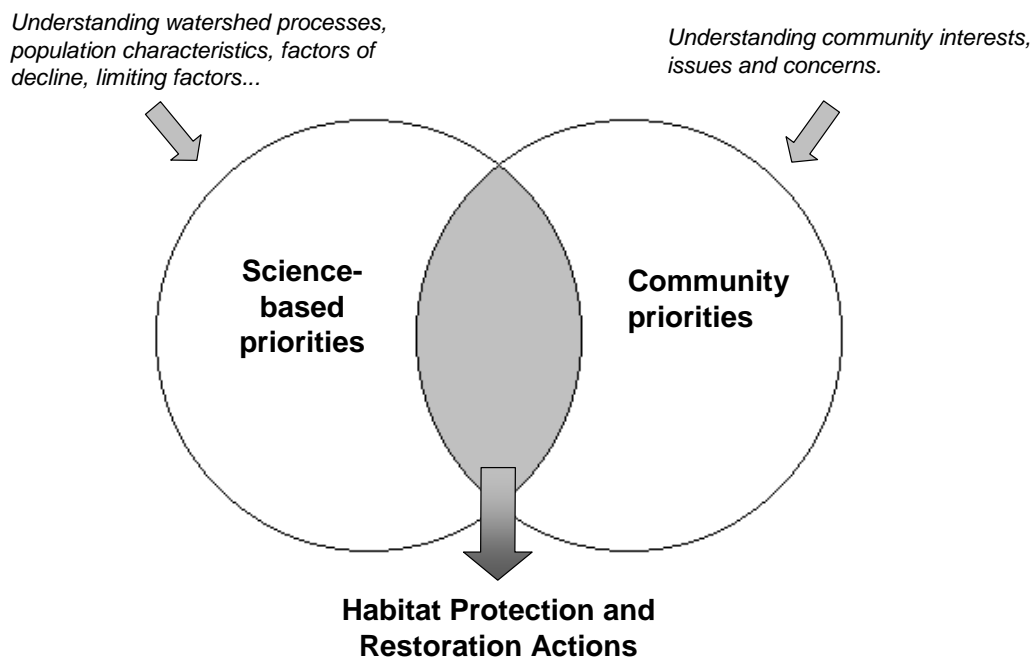 Understanding watershed processes,
population characteristics, factors of
decline, limiting factors...
Understanding community interests,
issues and concerns.
Science-
based
priorities
Community
priorities
Habitat Protection and
Restoration Actions